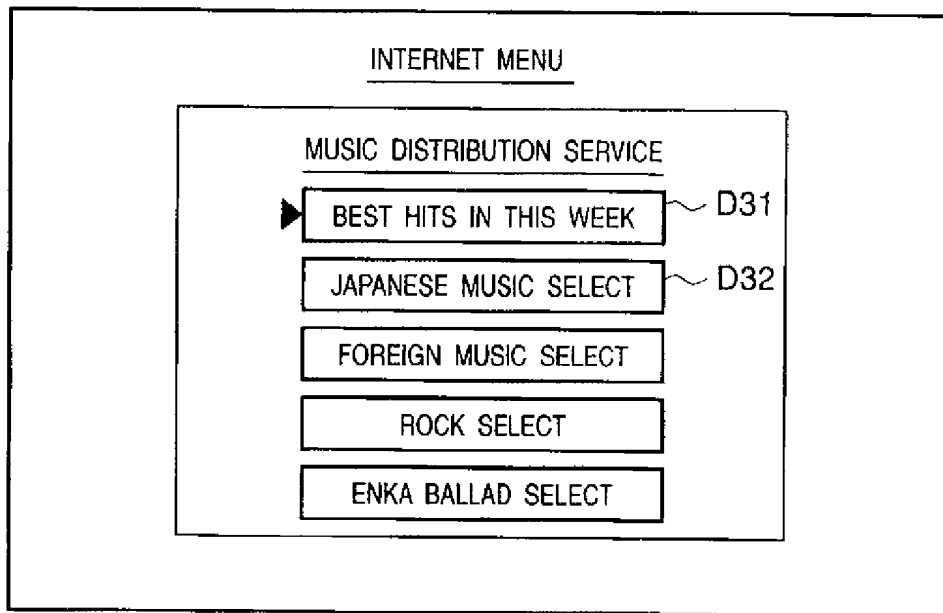 INTERNET MENU
MUSIC DISTRIBUTION SERVICE
BEST HITS IN THIS WEEK D31
JAPANESE MUSIC SELECT D32
FOREIGN MUSIC SELECT
ROCK SELECT
ENKA BALLAD SELECT